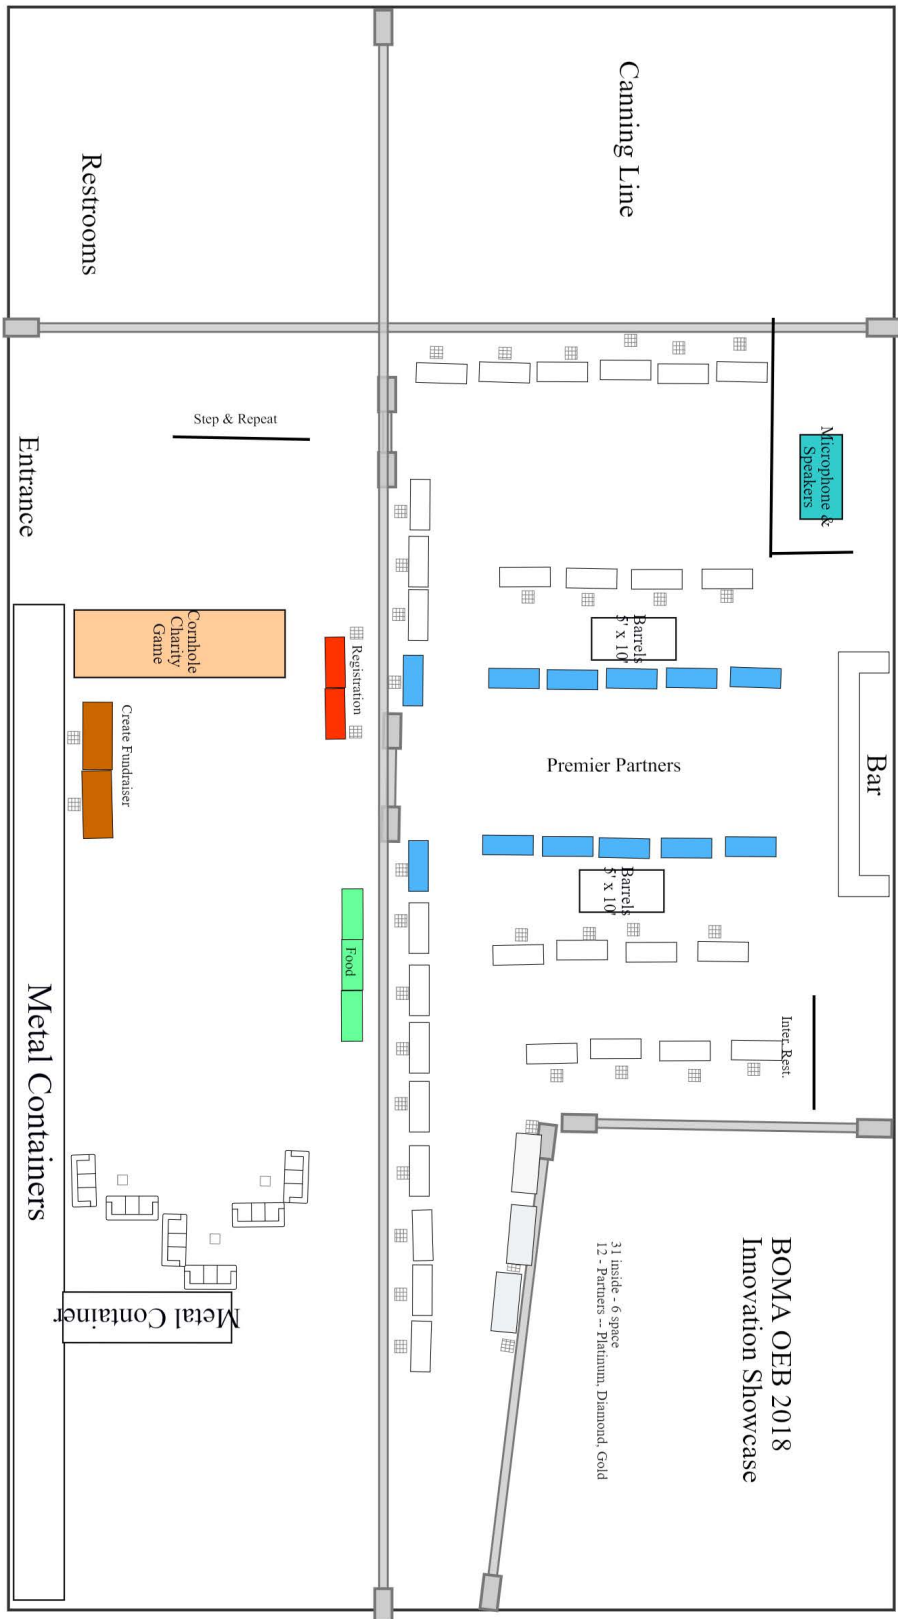 Restrooms
Canning Line
Step & Repeat
Entrance
Microphone &
Speakers
Cornhole
Charity
Game
Registration
Create Fundraiser
Barrels
5' x 10'
Premier Partners
Bar
Barrels
5' x 10'
Food
Inter. Rest.
Metal Containers
Metal Container
BOMA OEB 2018
Innovation Showcase
31 inside - 6 space
12 - Partners -- Platinum, Diamond, Gold